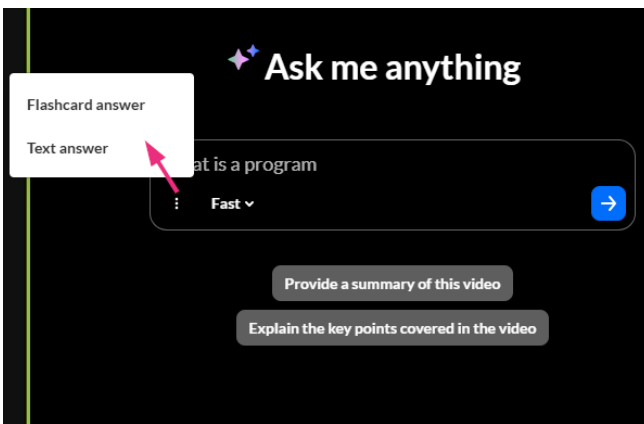 Ask me anything
Flashcard answer
Text answer
at is a program
Fast
Provide a summary of this video
Explain the key points covered in the video